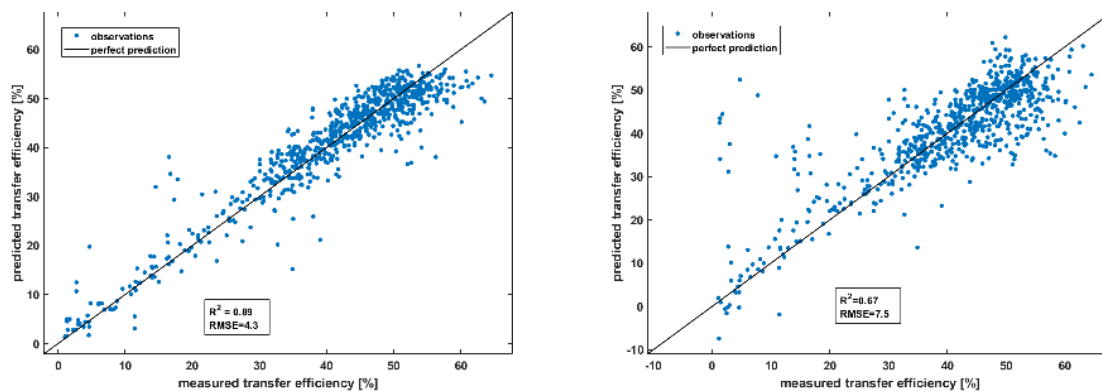 observations
perfect prediction
predicted transfer efficiency [%]
60
50
40
30
20
10
0
R² = 0.89
RMSE=4.3
0 10 20 30 40 50 60
measured transfer efficiency [%]
observations
perfect prediction
predicted transfer efficiency [%]
60
50
40
30
20
10
0
-10
R²=0.67
RMSE=7.5
-10 0 10 20 30 40 50 60
measured transfer efficiency [%]